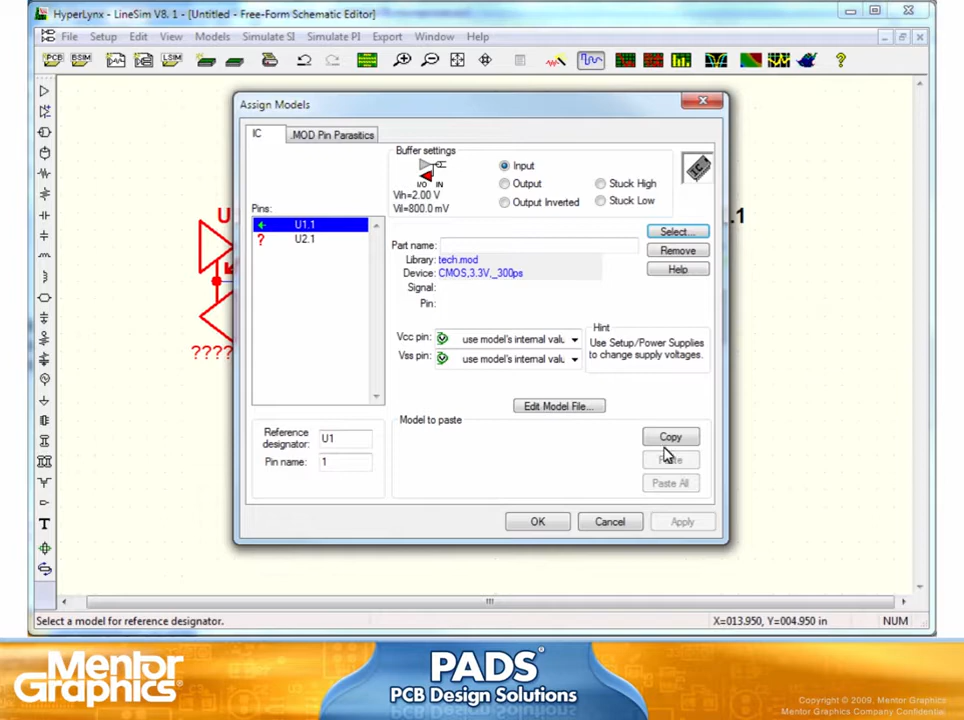 HyperLynx - LineSim V8. 1 - [Untitled - Free-Form Schematic Editor]
File Setup Edit View Models Simulate SI Simulate PI Export Window Help
PCB BSIM LSIM ?
Assign Models
IC .MOD Pin Parasitics
Buffer settings
I/O IN
Vih=2.00 V
Vil=800.0 mV
Input
Output
Output Inverted
Stuck High
Stuck Low
IC
Pins:
U1.1
? U2.1
U
.1
????
Part name:
Library: tech.mod
Device: CMOS,3.3V,_300ps
Signal:
Pin:
Select...
Remove
Help
Vcc pin: use model's internal valu
Vss pin: use model's internal valu
Hint
Use Setup/Power Supplies
to change supply voltages.
Edit Model File...
Model to paste
Copy
Paste All
Reference
designator: U1
Pin name: 1
OK Cancel Apply
T
Select a model for reference designator. X=013.950, Y=004.950 in NUM
Mentor
Graphics®
PADS®
PCB Design Solutions
Copyright © 2009, Mentor Graphics
Mentor Graphics Company Confidential